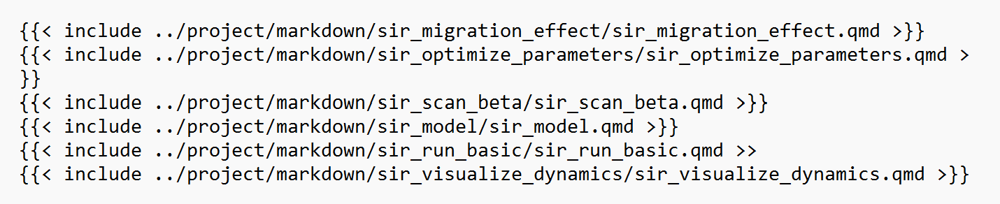 {{< include ../project/markdown/sir_migration_effect/sir_migration_effect.qmd >}}
{{< include ../project/markdown/sir_optimize_parameters/sir_optimize_parameters.qmd >
}}
{{< include ../project/markdown/sir_scan_beta/sir_scan_beta.qmd >}}
{{< include ../project/markdown/sir_model/sir_model.qmd >}}
{{< include ../project/markdown/sir_run_basic/sir_run_basic.qmd >>
{{< include ../project/markdown/sir_visualize_dynamics/sir_visualize_dynamics.qmd >}}